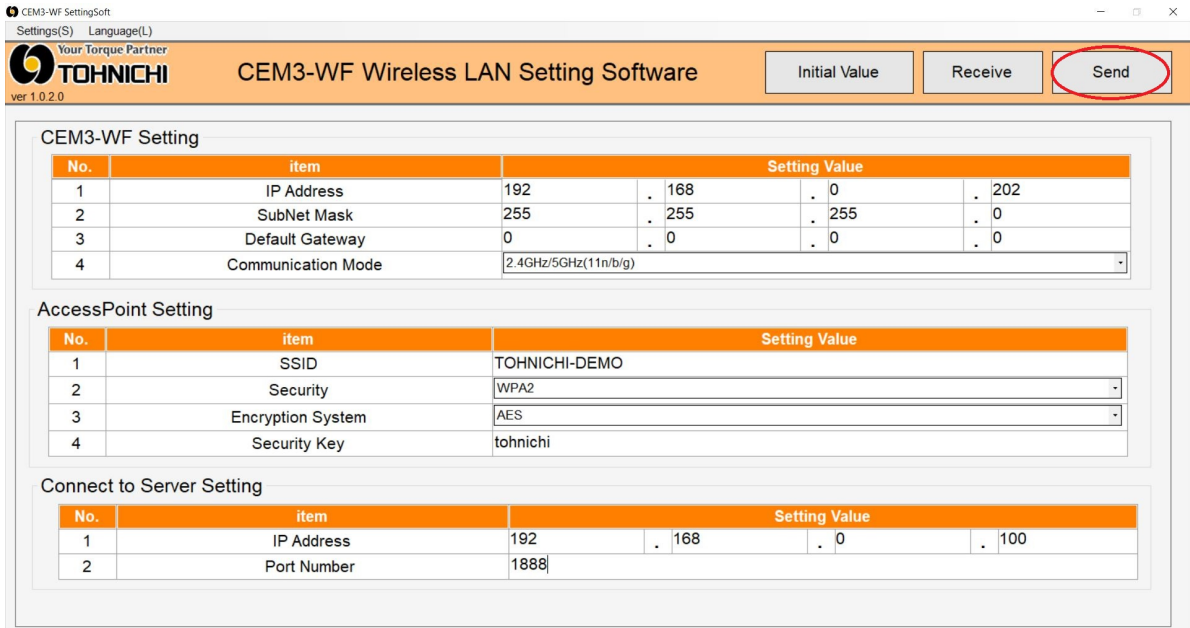 CEM3-WF SettingSoft
Settings(S) Language(L)
Your Torque Partner
TOHNICHI
ver 1.0.2.0
CEM3-WF Wireless LAN Setting Software
Initial Value Receive Send
CEM3-WF Setting
No. item Setting Value
1 IP Address 192 . 168 . 0 . 202
2 SubNet Mask 255 . 255 . 255 . 0
3 Default Gateway 0 . 0 . 0 . 0
4 Communication Mode 2.4GHz/5GHz(11n/b/g)
AccessPoint Setting
No. item Setting Value
1 SSID TOHNICHI-DEMO
2 Security WPA2
3 Encryption System AES
4 Security Key tohnichi
Connect to Server Setting
No. item Setting Value
1 IP Address 192 . 168 . 0 . 100
2 Port Number 1888